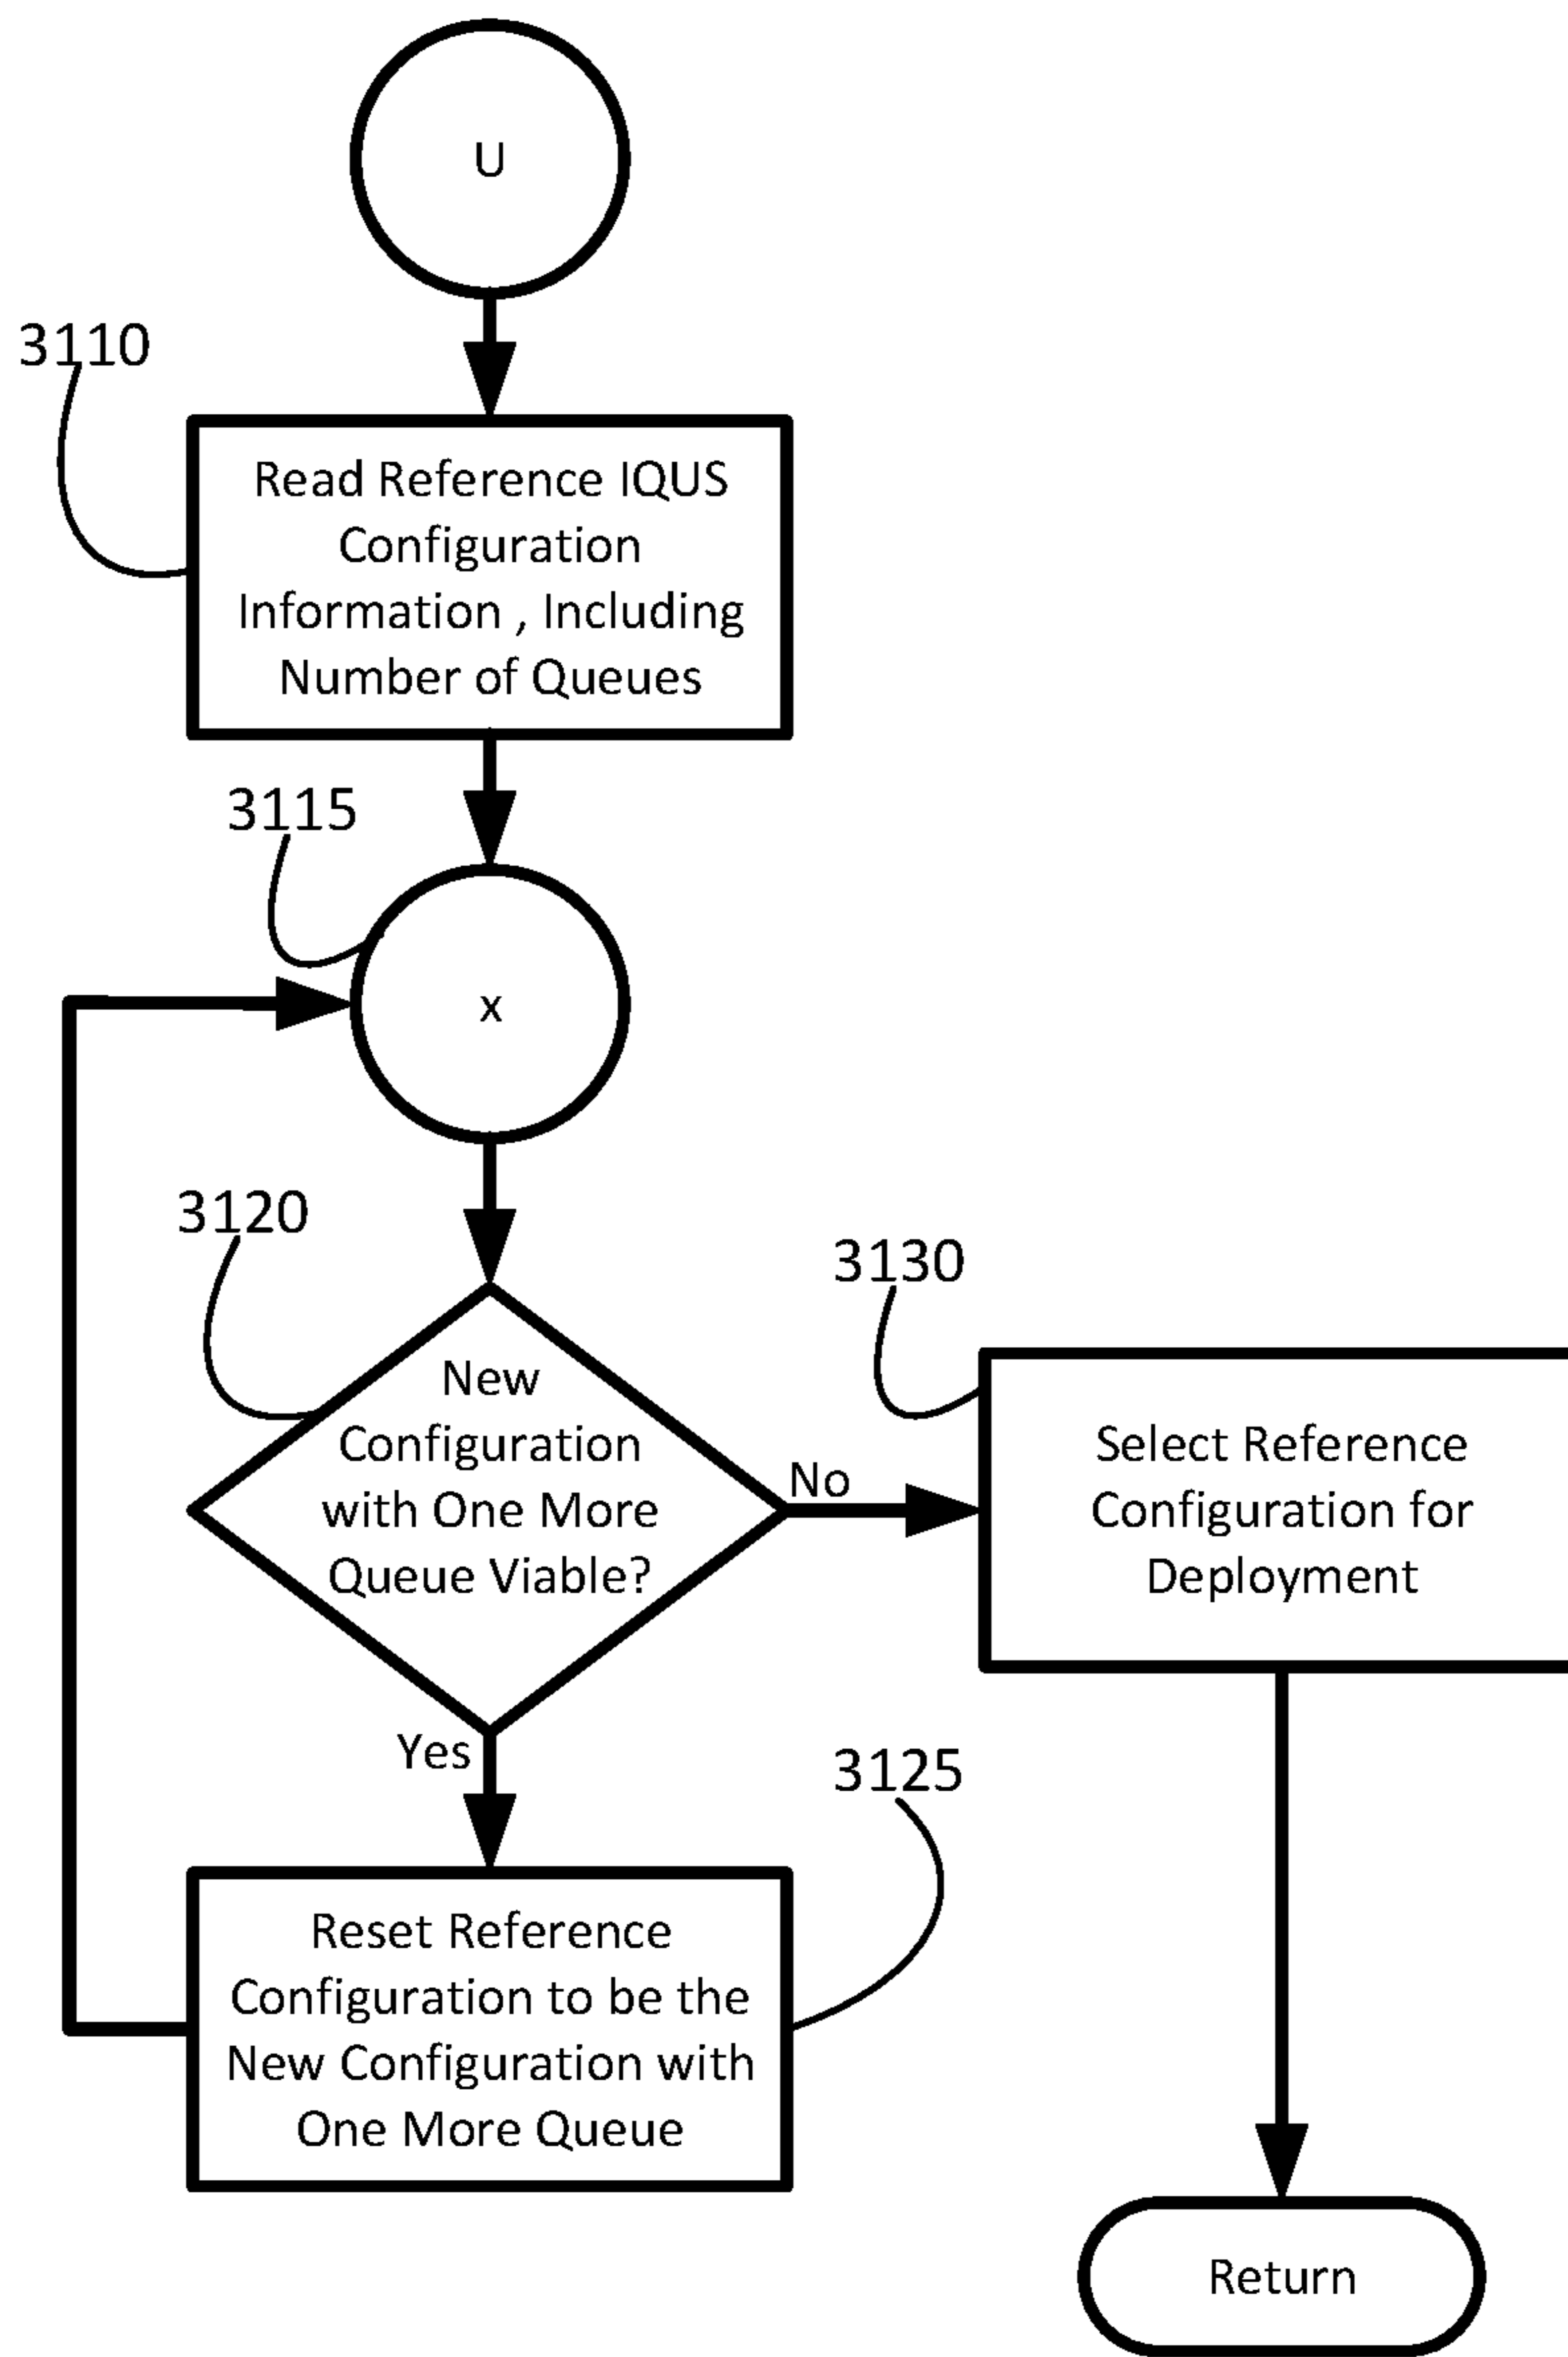 U
3110
Read Reference IQUS
Configuration
Information , Including
Number of Queues
3115
x
3120
New
Configuration
with One More
Queue Viable?
No
3130
Select Reference
Configuration for
Deployment
Yes
3125
Reset Reference
Configuration to be the
New Configuration with
One More Queue
Return